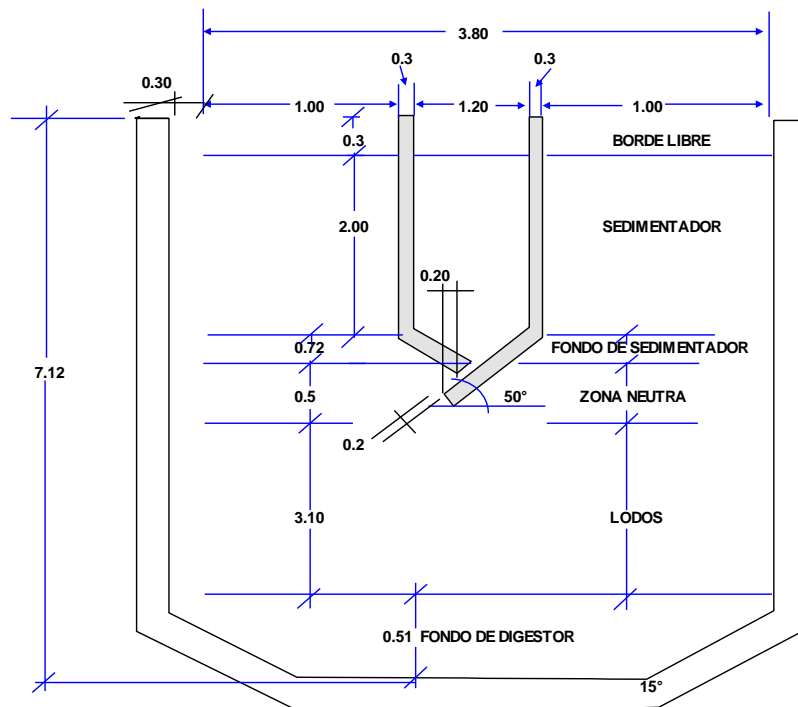 3.80
0.3
0.3
0.30
1.00
1.20
1.00
0.3
BORDE LIBRE
2.00
SEDIMENTADOR
0.20
0.72
FONDO DE SEDIMENTADOR
7.12
0.5
50°
ZONA NEUTRA
0.2
3.10
LODOS
0.51 FONDO DE DIGESTOR
15°